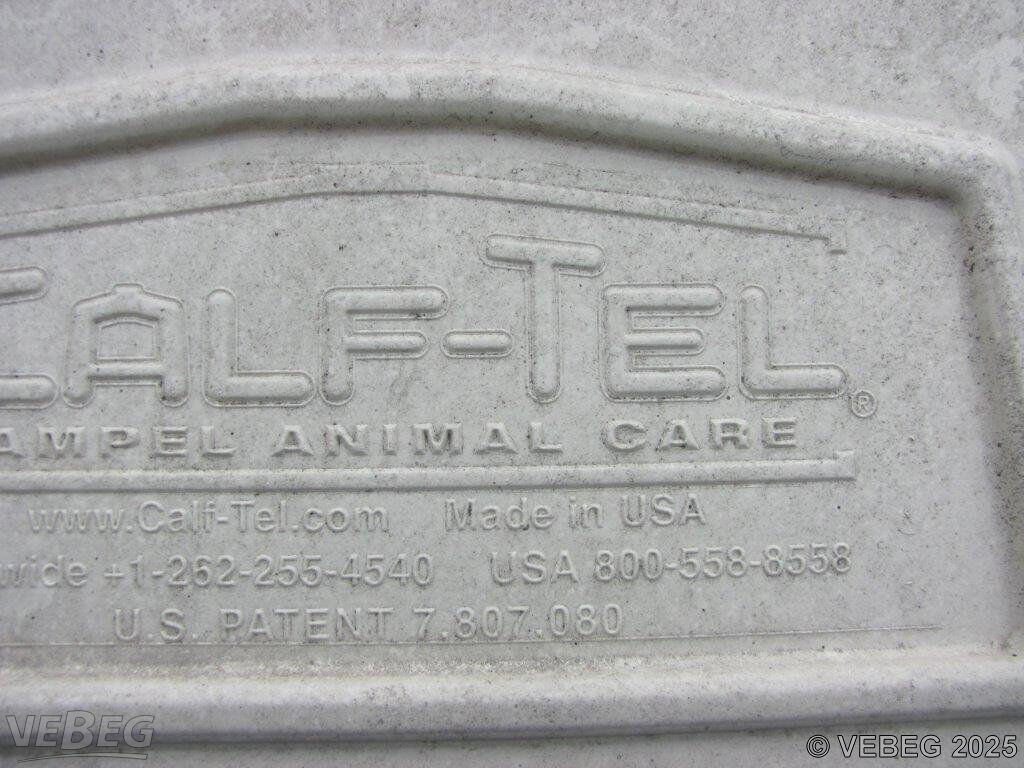 CALF-TEL®
AMPEL ANIMAL CARE
www.Calf-Tel.com Made in USA
wide +1-262-255-4540 USA 800-558-8558
U.S. PATENT 7.807.080
VEBEG
© VEBEG 2025